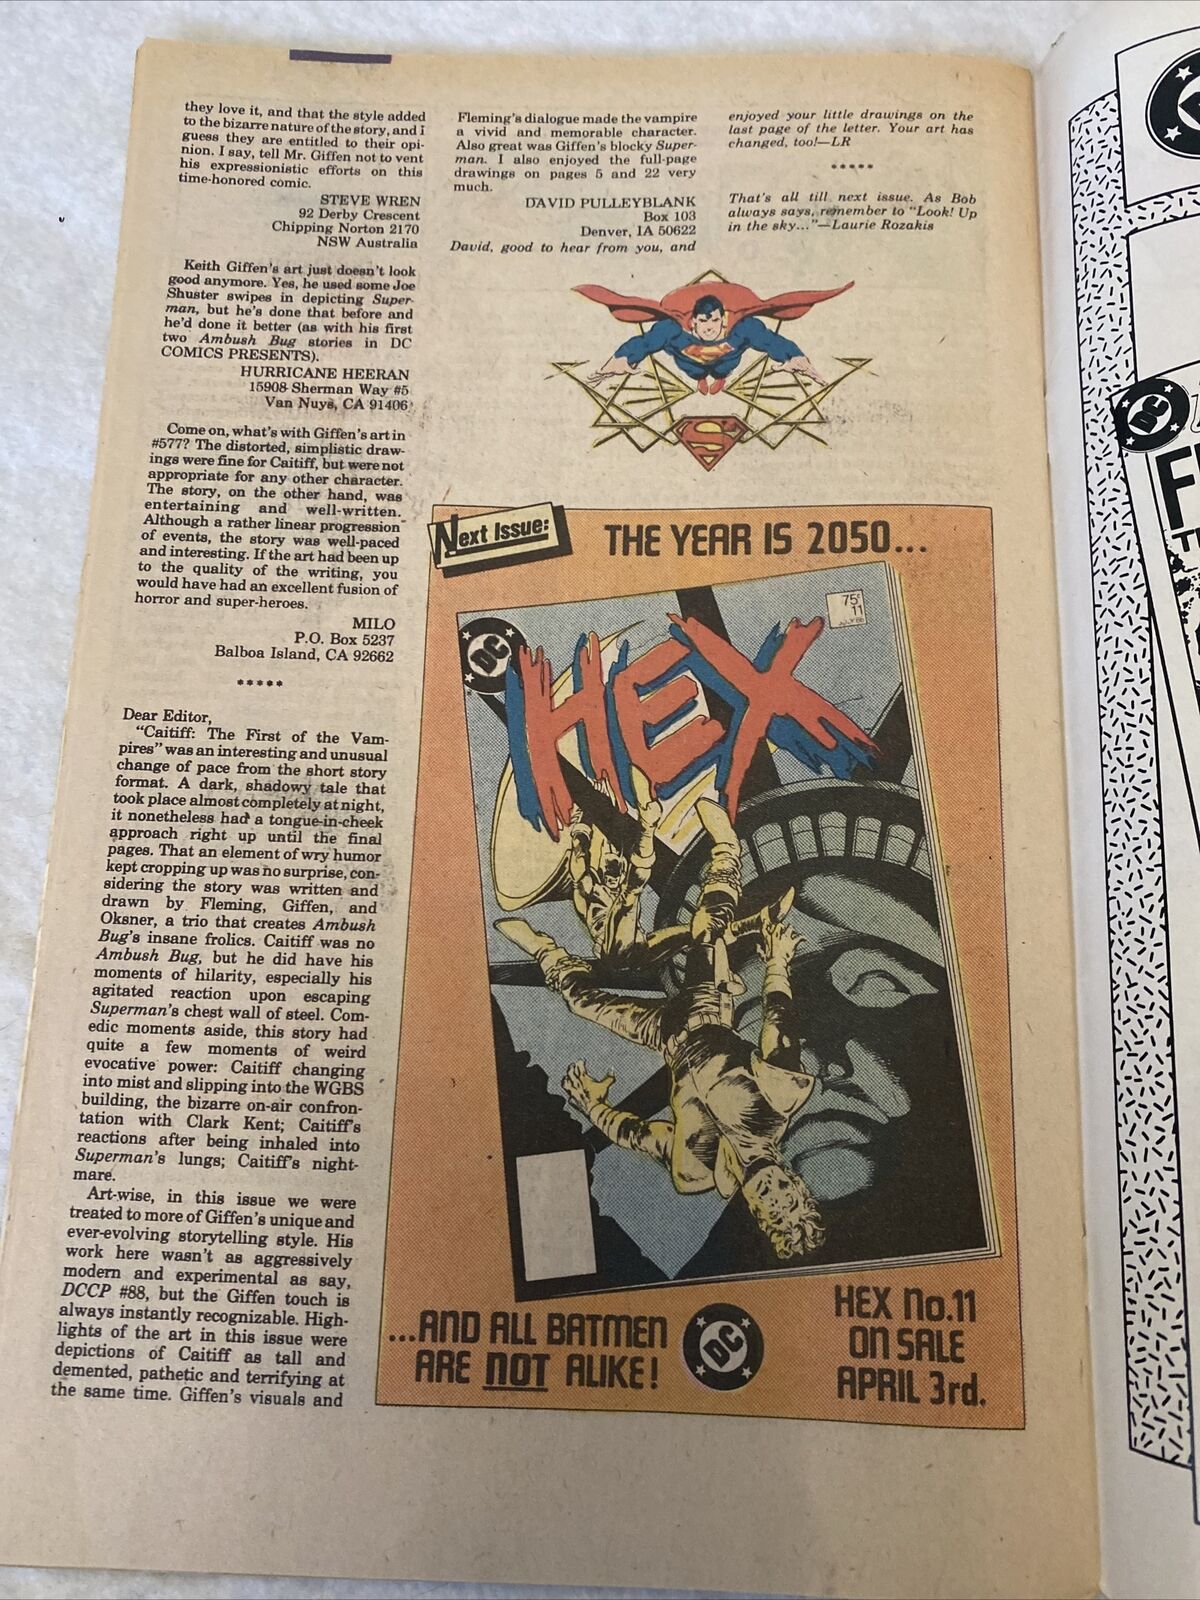 they love it, and that the style added
to the bizarre nature of the story, and I
guess they are entitled to their opi-
nion. I say, tell Mr. Giffen not to vent
his expressionistic efforts on this
time-honored comic.
STEVE WREN
92 Derby Crescent
Chipping Norton 2170
NSW Australia
Keith Giffen's art just doesn't look
good anymore. Yes, he used some Joe
Shuster swipes in depicting Super-
man, but he's done that before and
he'd done it better (as with his first
two Ambush Bug stories in DC
COMICS PRESENTS).
HURRICANE HEERAN
15908 Sherman Way #5
Van Nuys, CA 91406
Come on, what's with Giffen's art in
#577? The distorted, simplistic draw-
ings were fine for Caitiff, but were not
appropriate for any other character.
The story, on the other hand, was
entertaining and well-written.
Although a rather linear progression
of events, the story was well-paced
and interesting. If the art had been up
to the quality of the writing, you
would have had an excellent fusion of
horror and super-heroes.
MILO
P.O. Box 5237
Balboa Island, CA 92662
*****
Dear Editor,
"Caitiff: The First of the Vam-
pires" was an interesting and unusual
change of pace from the short story
format. A dark, shadowy tale that
took place almost completely at night,
it nonetheless had a tongue-in-cheek
approach right up until the final
pages. That an element of wry humor
kept cropping up was no surprise, con-
sidering the story was written and
drawn by Fleming, Giffen, and
Oksner, a trio that creates Ambush
Bug's insane frolics. Caitiff was no
Ambush Bug, but he did have his
moments of hilarity, especially his
agitated reaction upon escaping
Superman's chest wall of steel. Com-
edic moments aside, this story had
quite a few moments of weird
evocative power: Caitiff changing
into mist and slipping into the WGBS
building, the bizarre on-air confron-
tation with Clark Kent; Caitiff's
reactions after being inhaled into
Superman's lungs; Caitiff's night-
mare.
Art-wise, in this issue we were
treated to more of Giffen's unique and
ever-evolving storytelling style. His
work here wasn't as aggressively
modern and experimental as say,
DCCP #88, but the Giffen touch is
always instantly recognizable. High-
lights of the art in this issue were
depictions of Caitiff as tall and
demented, pathetic and terrifying at
the same time. Giffen's visuals and
Fleming's dialogue made the vampire
a vivid and memorable character.
Also great was Giffen's blocky Super-
man. I also enjoyed the full-page
drawings on pages 5 and 22 very
much.
DAVID PULLEYBLANK
Box 103
Denver, IA 50622
David, good to hear from you, and
enjoyed your little drawings on the
last page of the letter. Your art has
changed, too!—LR
*****
That's all till next issue. As Bob
always says, remember to "Look! Up
in the sky..."—Laurie Rozakis
S
Next Issue:
THE YEAR IS 2050...
DC
HEX
75¢
11
JULY 86
...AND ALL BATMEN
ARE NOT ALIKE!
DC
HEX No.11
ON SALE
APRIL 3rd.
DC